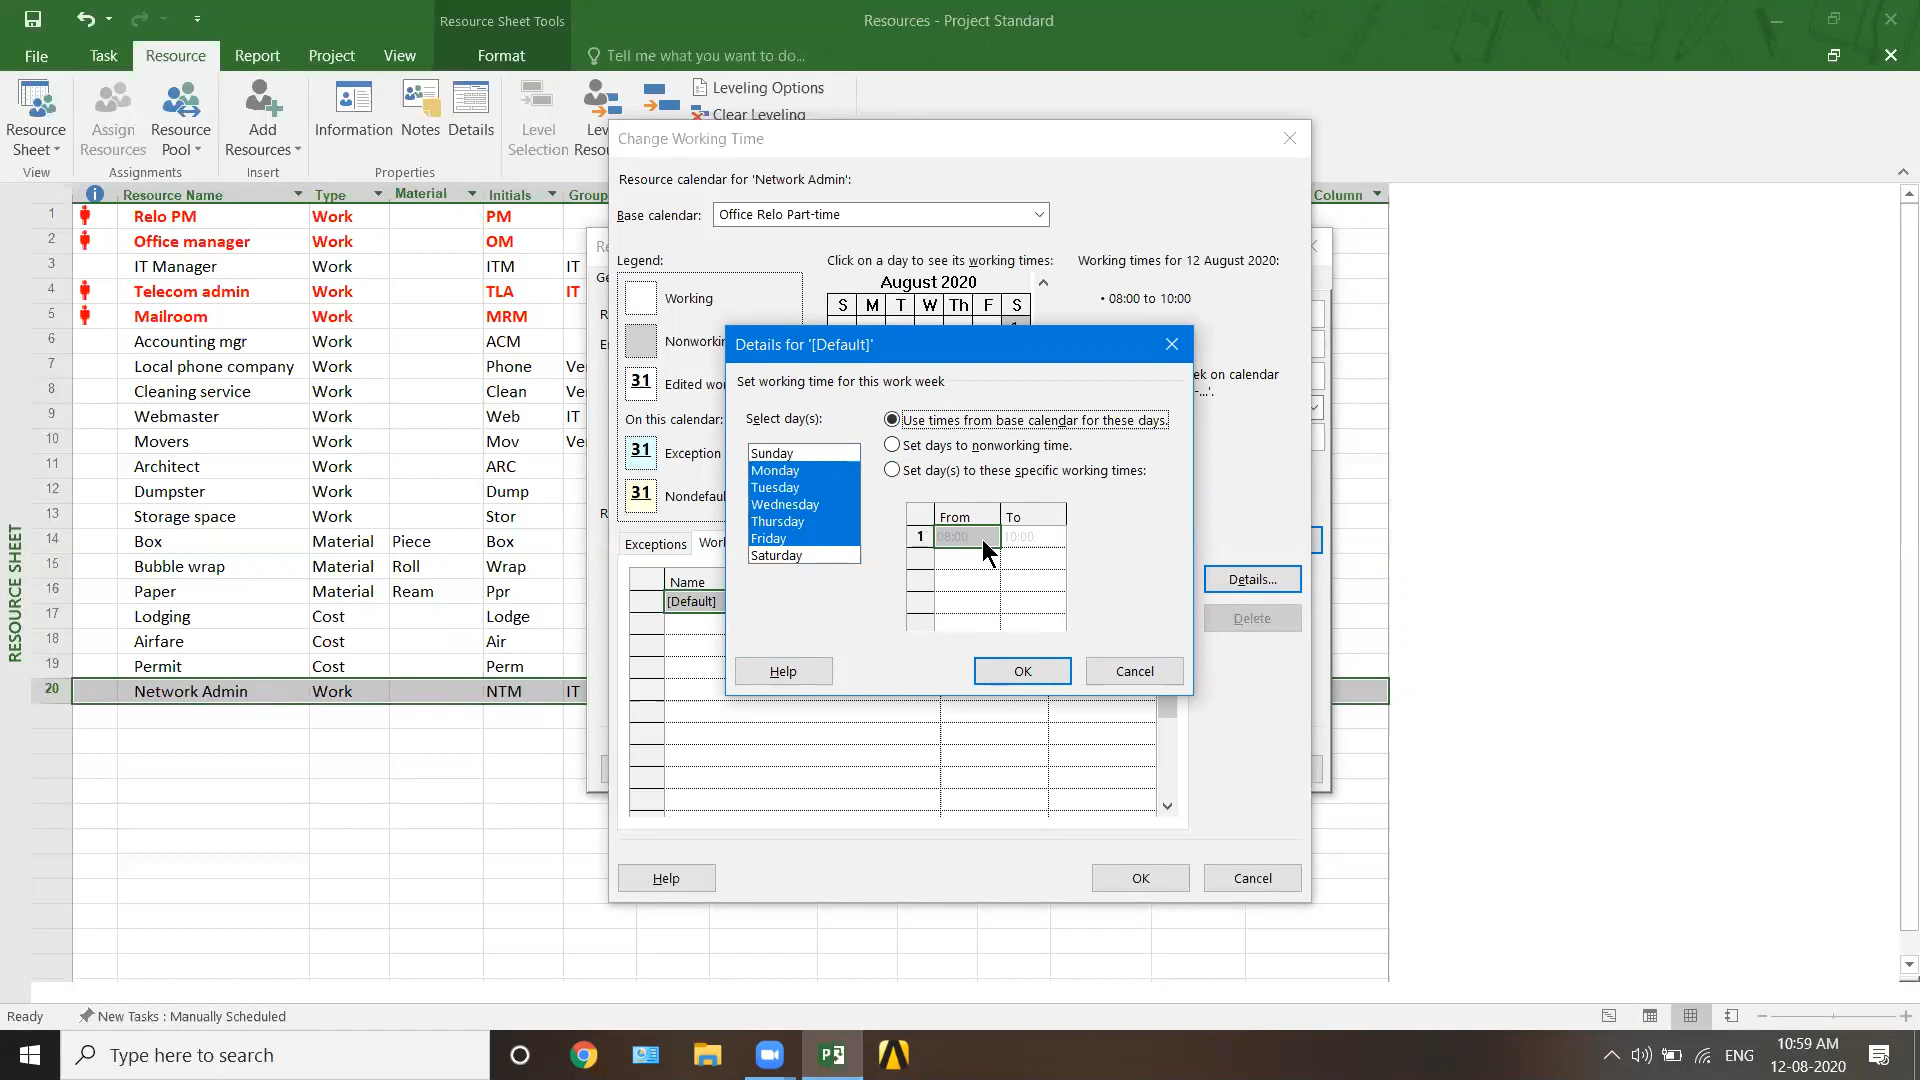 Resource Sheet Tools
Resources - Project Standard
File Task Resource Report Project View Format Tell me what you want to do...
Resource Sheet
Assign Resources
Resource Pool
Add Resources
Information
Notes
Details
Level Selection
Leveling Options
Clear Leveling
View
Assignments
Insert
Properties
Resource Name Type Material Initials Group Column
1 Relo PM Work PM
2 Office manager Work OM
3 IT Manager Work ITM IT
4 Telecom admin Work TLA IT
5 Mailroom Work MRM
6 Accounting mgr Work ACM
7 Local phone company Work Phone
8 Cleaning service Work Clean
9 Webmaster Work Web IT
10 Movers Work Mov
11 Architect Work ARC
12 Dumpster Work Dump
13 Storage space Work Stor
14 Box Material Piece Box
15 Bubble wrap Material Roll Wrap
16 Paper Material Ream Ppr
17 Lodging Cost Lodge
18 Airfare Cost Air
19 Permit Cost Perm
20 Network Admin Work NTM IT
RESOURCE SHEET
Change Working Time
Resource calendar for 'Network Admin':
Base calendar: Office Relo Part-time
Legend:
Working
31
On this calendar:
31 Exception
31
Click on a day to see its working times:
August 2020
S M T W Th F S
Working times for 12 August 2020:
• 08:00 to 10:00
Exceptions
Name
[Default]
Details...
Delete
Help OK Cancel
Details for '[Default]'
Set working time for this work week
Select day(s):
Sunday
Monday
Tuesday
Wednesday
Thursday
Friday
Saturday
Use times from base calendar for these days.
Set days to nonworking time.
Set day(s) to these specific working times:
From To
1 08:00 10:00
Help OK Cancel
Ready New Tasks : Manually Scheduled
Type here to search
ENG
10:59 AM
12-08-2020